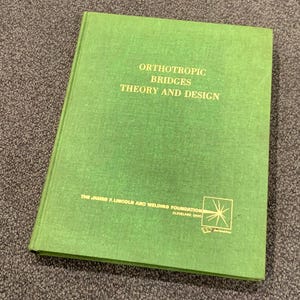 ORTHOTROPIC
BRIDGES
THEORY AND DESIGN
THE JAMES F. LINCOLN ARC WELDING FOUNDATION
CLEVELAND, OHIO